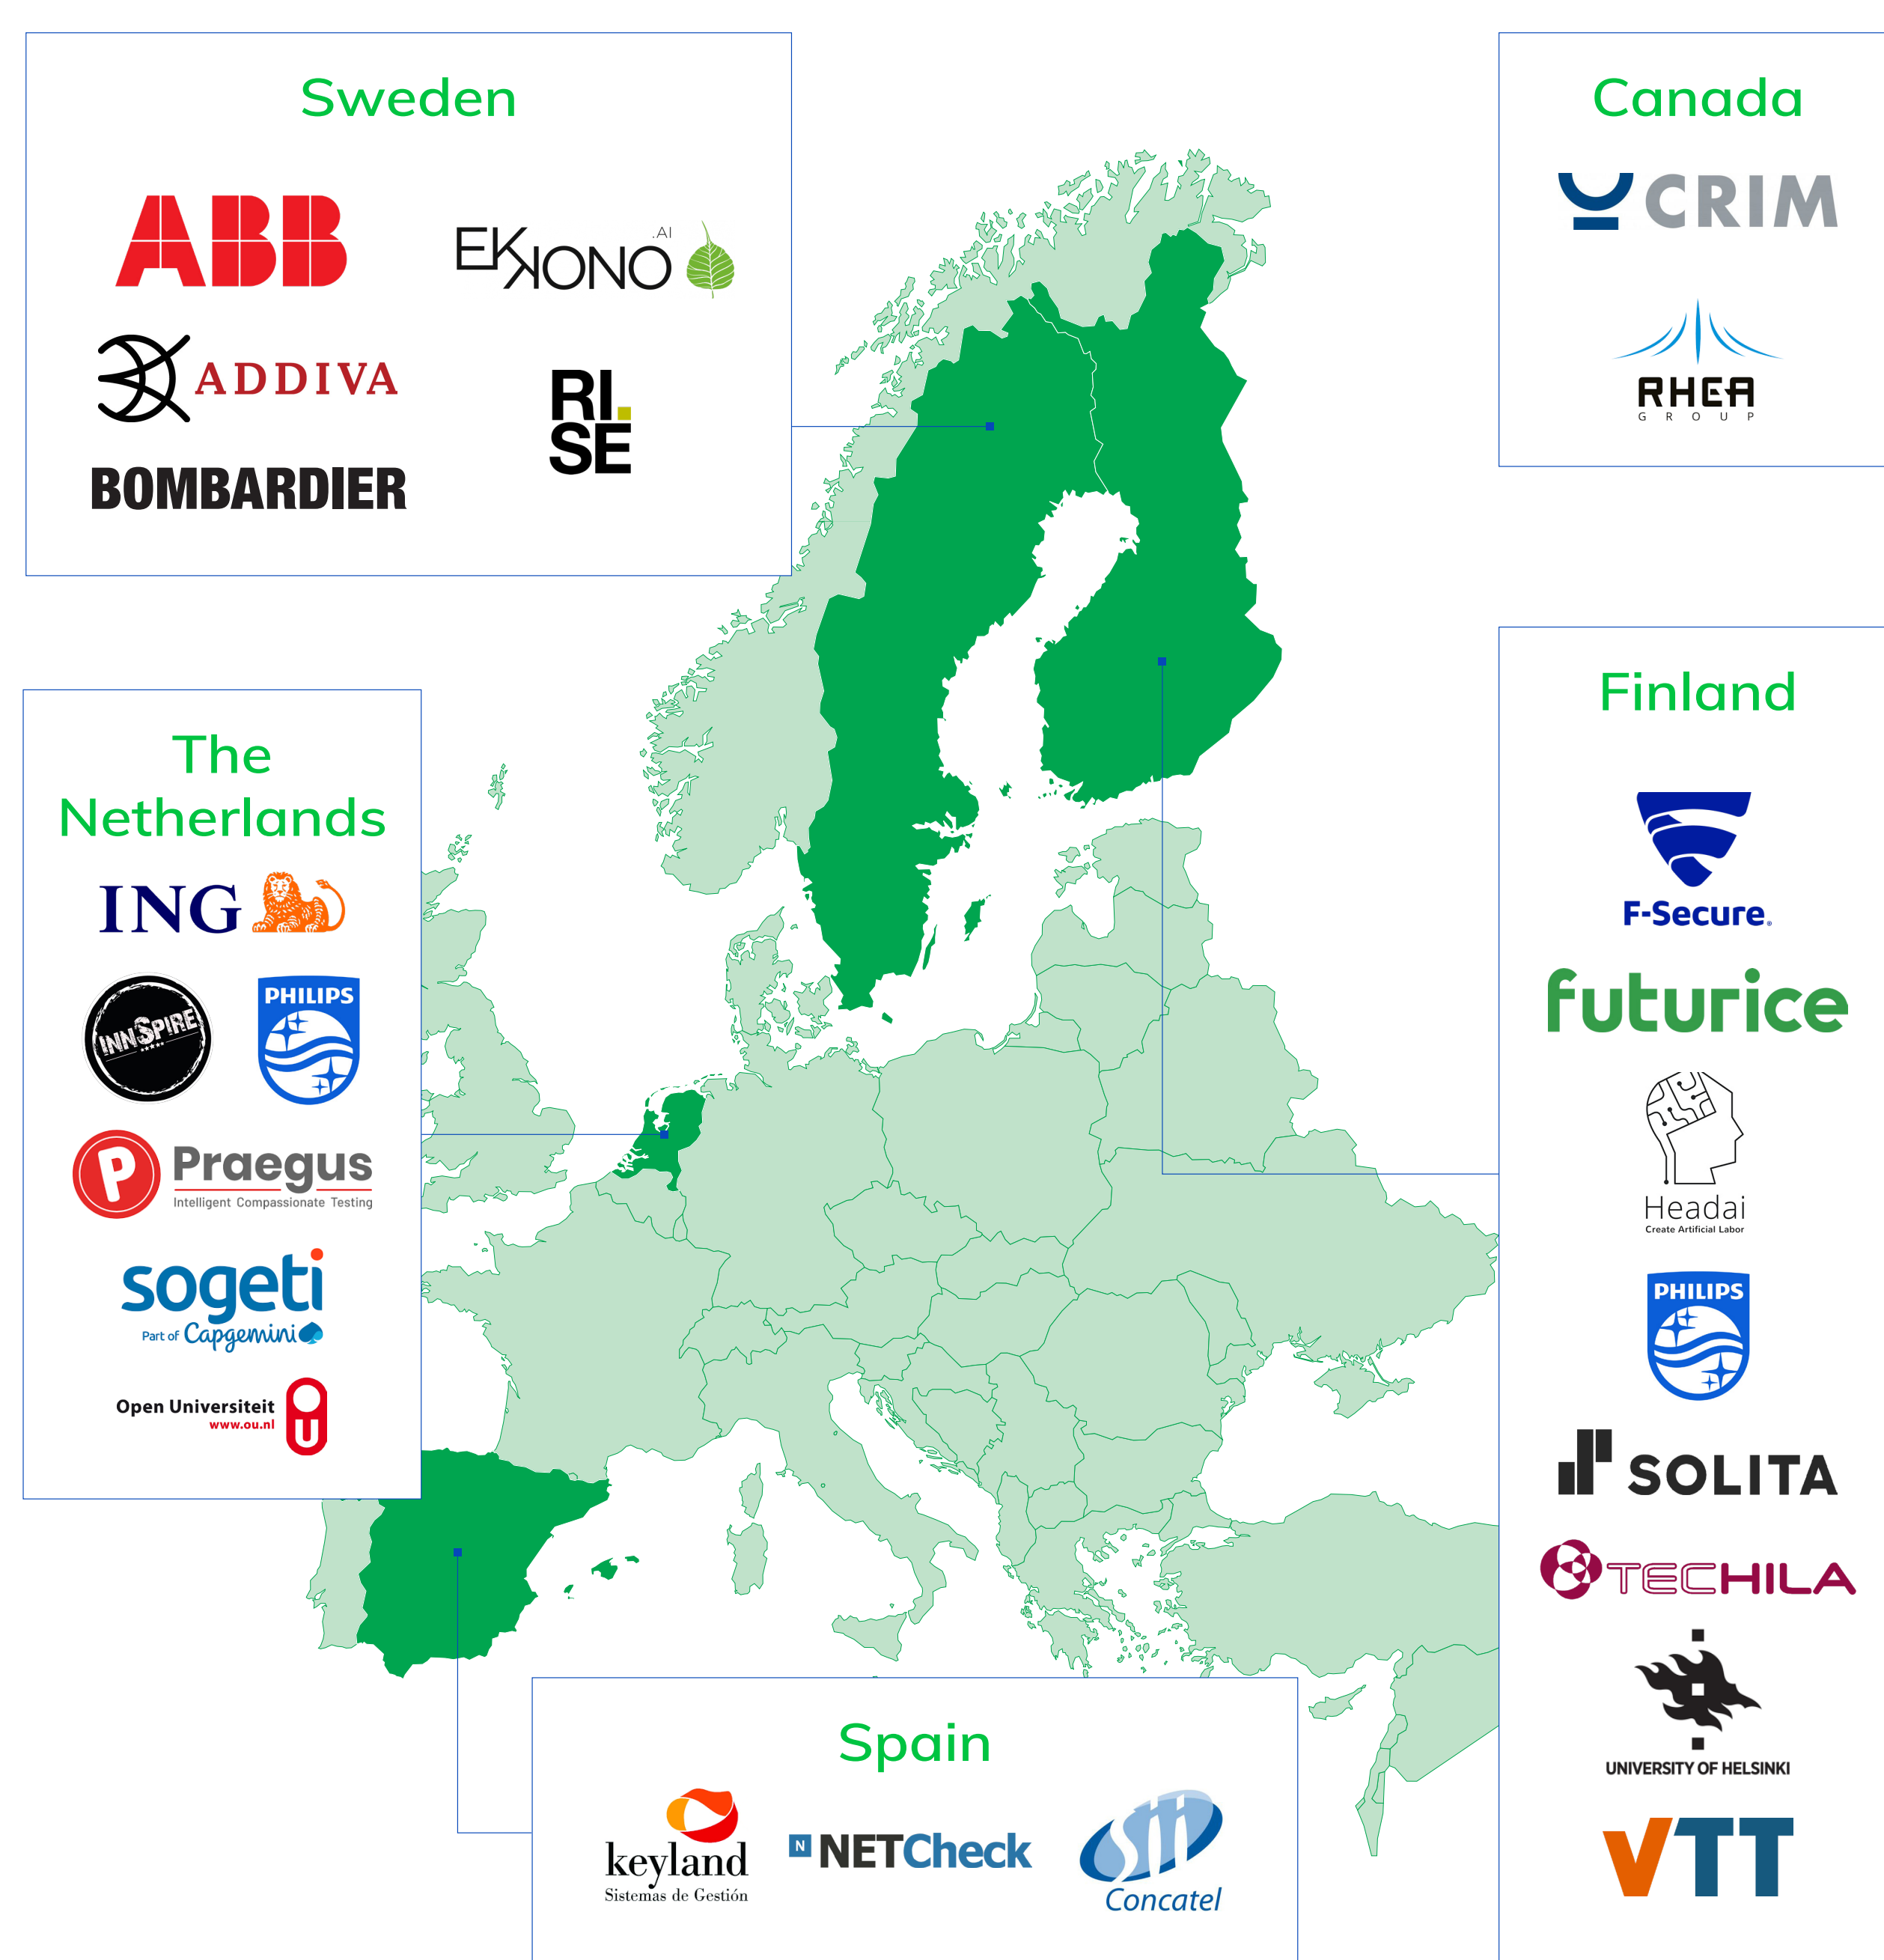 Sweden
ABB
EKKONO
.AI
ADDIVA
RI.
SE
BOMBARDIER
Canada
CRIM
RHEA
GROUP
The
Netherlands
ING
INNSPIRE
PHILIPS
P Praegus
Intelligent Compassionate Testing
sogeti
Part of Capgemini
Open Universiteit
www.ou.nl
OU
Finland
F-Secure®
futurice
Headai
Create Artificial Labor
PHILIPS
SOLITA
TECHILA
UNIVERSITY OF HELSINKI
VTT
Spain
keyland
Sistemas de Gestión
N NETCheck
sti
Concatel